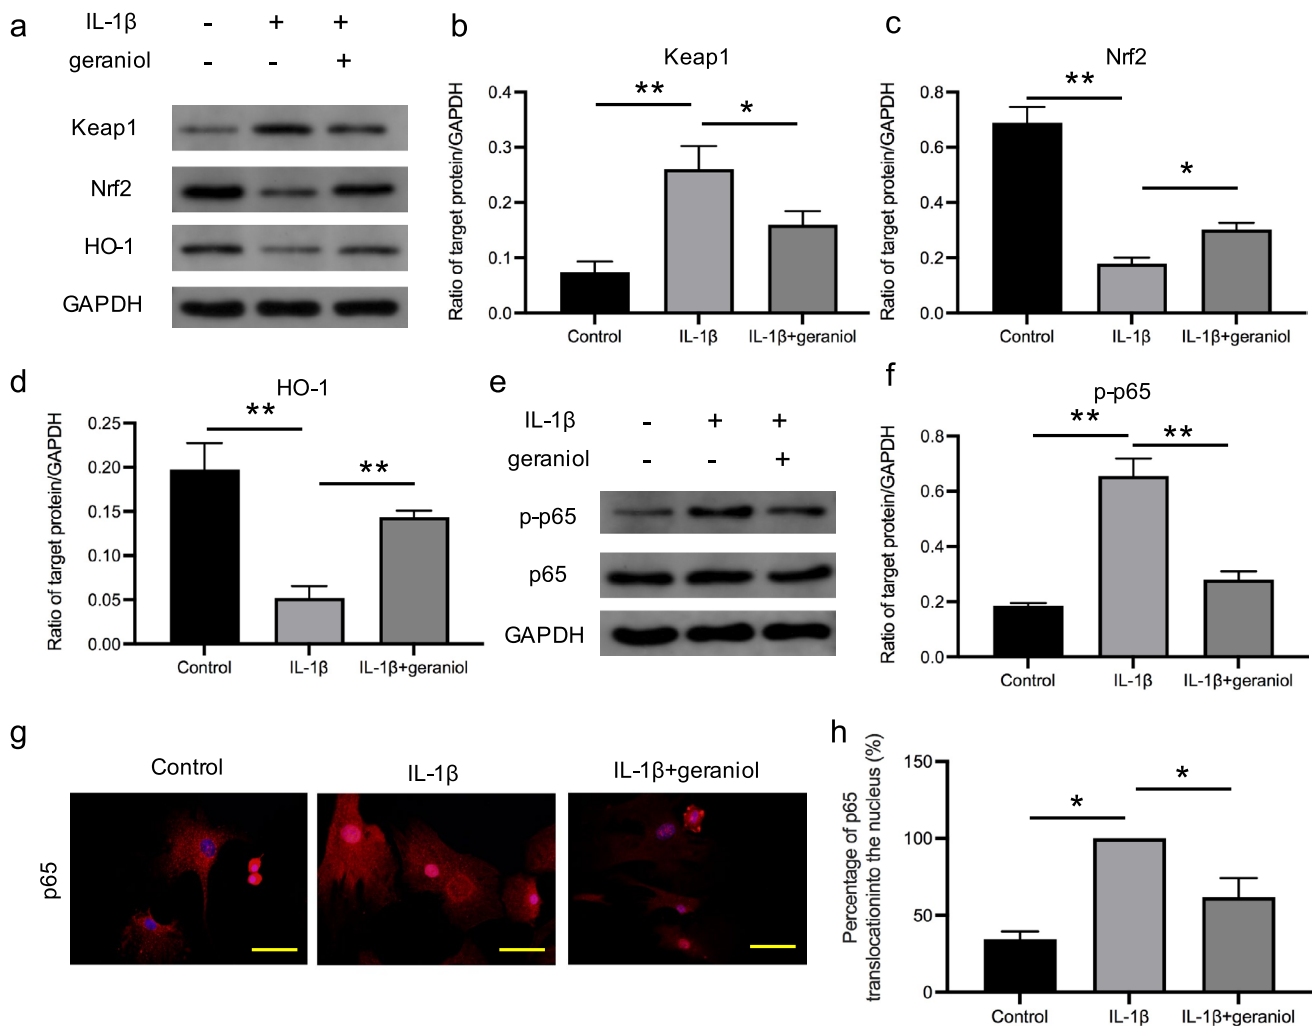 a
IL-1β - + +
geraniol - - +
Keap1
Nrf2
HO-1
GAPDH
b
Keap1
Ratio of target protein/GAPDH
0.4
0.3
0.2
0.1
0.0
**
*
Control IL-1β IL-1β+geraniol
c
Nrf2
Ratio of target protein/GAPDH
0.8
0.6
0.4
0.2
0.0
**
*
Control IL-1β IL-1β+geraniol
d
HO-1
Ratio of target protein/GAPDH
0.25
0.20
0.15
0.10
0.05
0.00
**
**
Control IL-1β IL-1β+geraniol
e
IL-1β - + +
geraniol - - +
p-p65
p65
GAPDH
f
p-p65
Ratio of target protein/GAPDH
0.8
0.6
0.4
0.2
0.0
**
**
Control IL-1β IL-1β+geraniol
g
Control IL-1β IL-1β+geraniol
p65
h
Percentage of p65
translocationinto the nucleus (%)
150
100
50
0
*
*
Control IL-1β IL-1β+geraniol